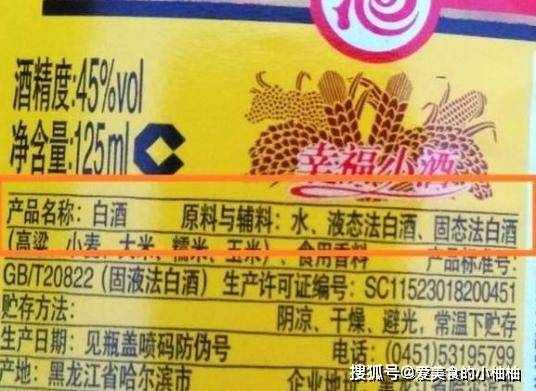 酒
酒精度:45%vol
净含量:125ml C
幸福小酒
产品名称: 白酒 原料与辅料: 水、液态法白酒、固态法白酒
(高粱、小麦、大米、糯米、玉米)、食用香料 产品标准号:
GB/T20822 (固液法白酒) 生产许可证编号: SC11523018200451
贮存方法: 阴凉、干燥、避光,常温下贮存
生产日期: 见瓶盖喷码防伪号 电话: (0451)53195799
产地: 黑龙江省哈尔滨市 企业地
搜狐号@爱美食的小柚柚